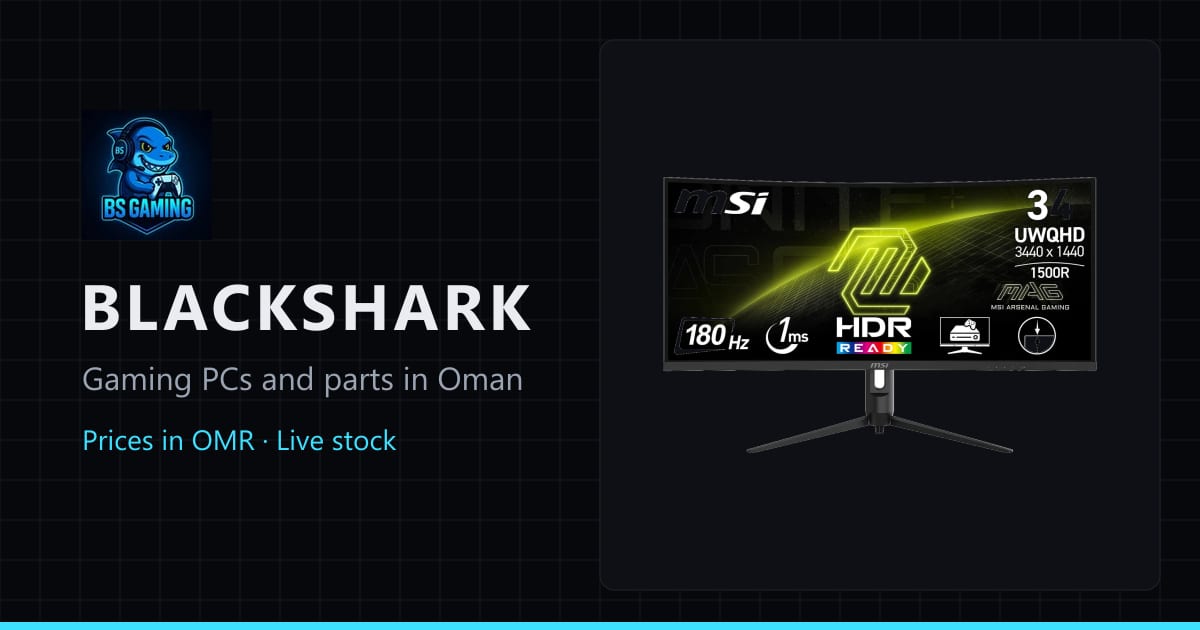 BS
BS GAMING
BLACKSHARK
Gaming PCs and parts in Oman
Prices in OMR · Live stock
msi
34
UWQHD
3440 x 1440
1500R
MAG
MSI ARSENAL GAMING
180 Hz
1ms
HDR
READY
msi